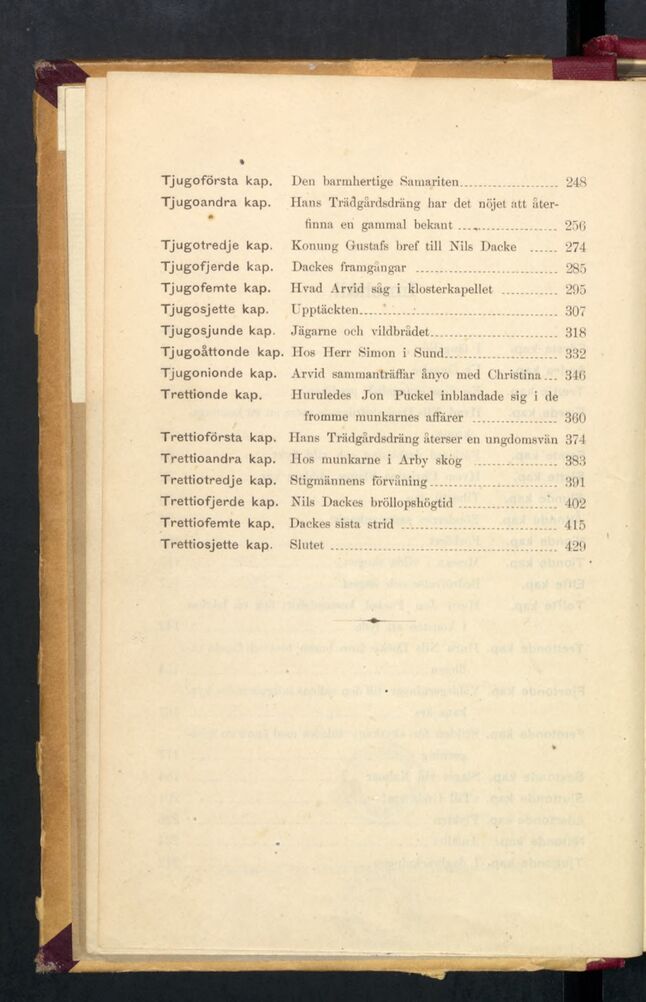 Tjugoförsta kap. Den barmhertige Samariten 248
Tjugoandra kap. Hans Trädgårdsdräng har det nöjet att åter-
finna en gammal bekant 256
Tjugotredje kap. Konung Gustafs bref till Nils Dacke 274
Tjugofjerde kap. Dackes framgångar 285
Tjugofemte kap. Hvad Arvid såg i klosterkapellet 295
Tjugosjette kap. Upptäckten 307
Tjugosjunde kap. Jägarne och vildbrådet 318
Tjugoåttonde kap. Hos Herr Simon i Sund 332
Tjugonionde kap. Arvid sammanträffar ånyo med Christina 346
Trettionde kap. Huruledes Jon Puckel inblandade sig i de
fromme munkarnes affärer 360
Trettioförsta kap. Hans Trädgårdsdräng återser en ungdomsvän 374
Trettioandra kap. Hos munkarne i Arby skog 383
Trettiotredje kap. Stigmännens förvåning 391
Trettiofjerde kap. Nils Dackes bröllopshögtid 402
Trettiofemte kap. Dackes sista strid 415
Trettiosjette kap. Slutet 429